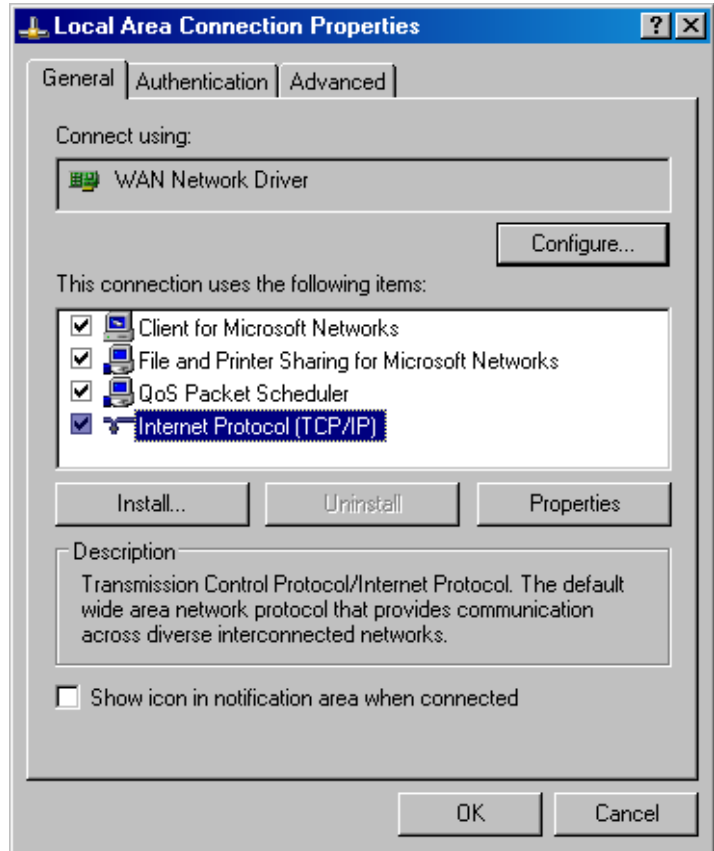 Local Area Connection Properties
General Authentication Advanced
Connect using:
WAN Network Driver
Configure...
This connection uses the following items:
Client for Microsoft Networks
File and Printer Sharing for Microsoft Networks
QoS Packet Scheduler
Internet Protocol (TCP/IP)
Install... Uninstall Properties
Description
Transmission Control Protocol/Internet Protocol. The default
wide area network protocol that provides communication
across diverse interconnected networks.
Show icon in notification area when connected
OK Cancel